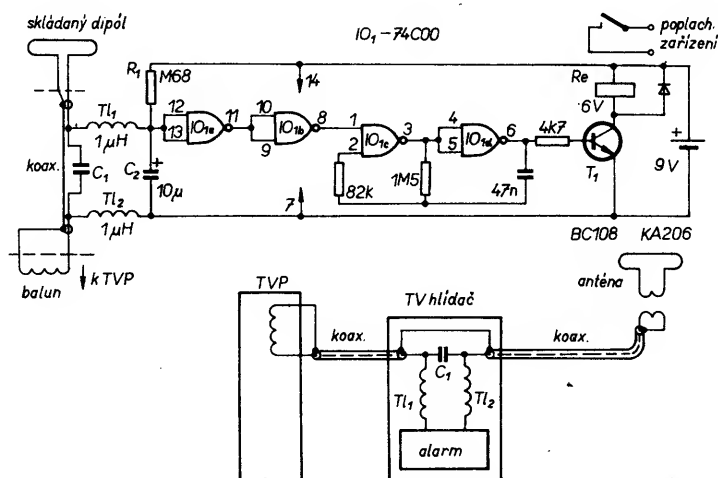 skládaný dipól
IO₁-74C00
poplach.
zařízení
R₁
M68
14
Re
6V
Tl₁
1μH
12
13
IO₁ₐ
11
10
9
IO₁b
8
1
2
IO₁c
3
4
5
IO₁d
6
4k7
T₁
+
9V
koax.
C₁
C₂
+
10μ
82k
1M5
47n
Tl₂
1μH
7
BC108
KA206
balun
k TVP
TVP
TV hlídač
anténa
koax.
C₁
koax.
Tl₁
Tl₂
alarm